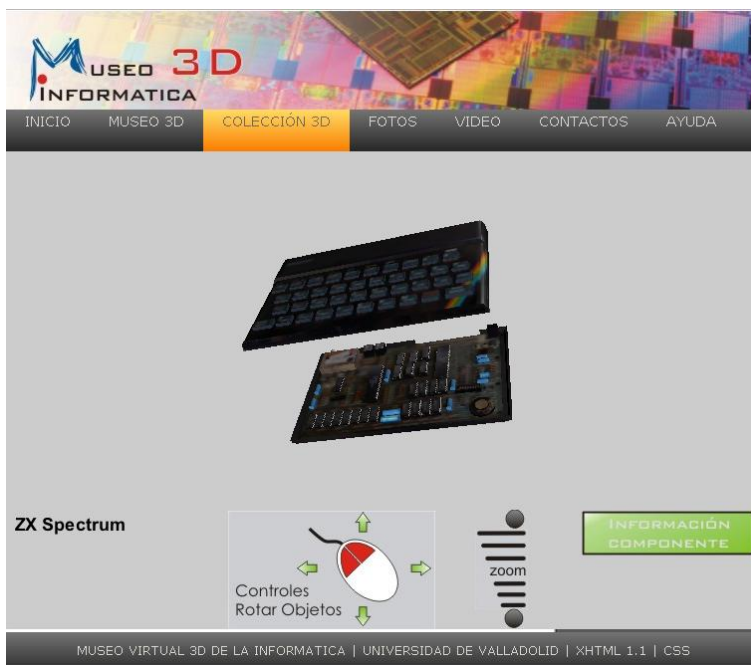 MUSEO 3D
INFORMATICA
INICIO MUSEO 3D COLECCIÓN 3D FOTOS VIDEO CONTACTOS AYUDA
ZX Spectrum
Controles
Rotar Objetos
zoom
INFORMACIÓN
COMPONENTE
MUSEO VIRTUAL 3D DE LA INFORMATICA | UNIVERSIDAD DE VALLADOLID | XHTML 1.1 | CSS